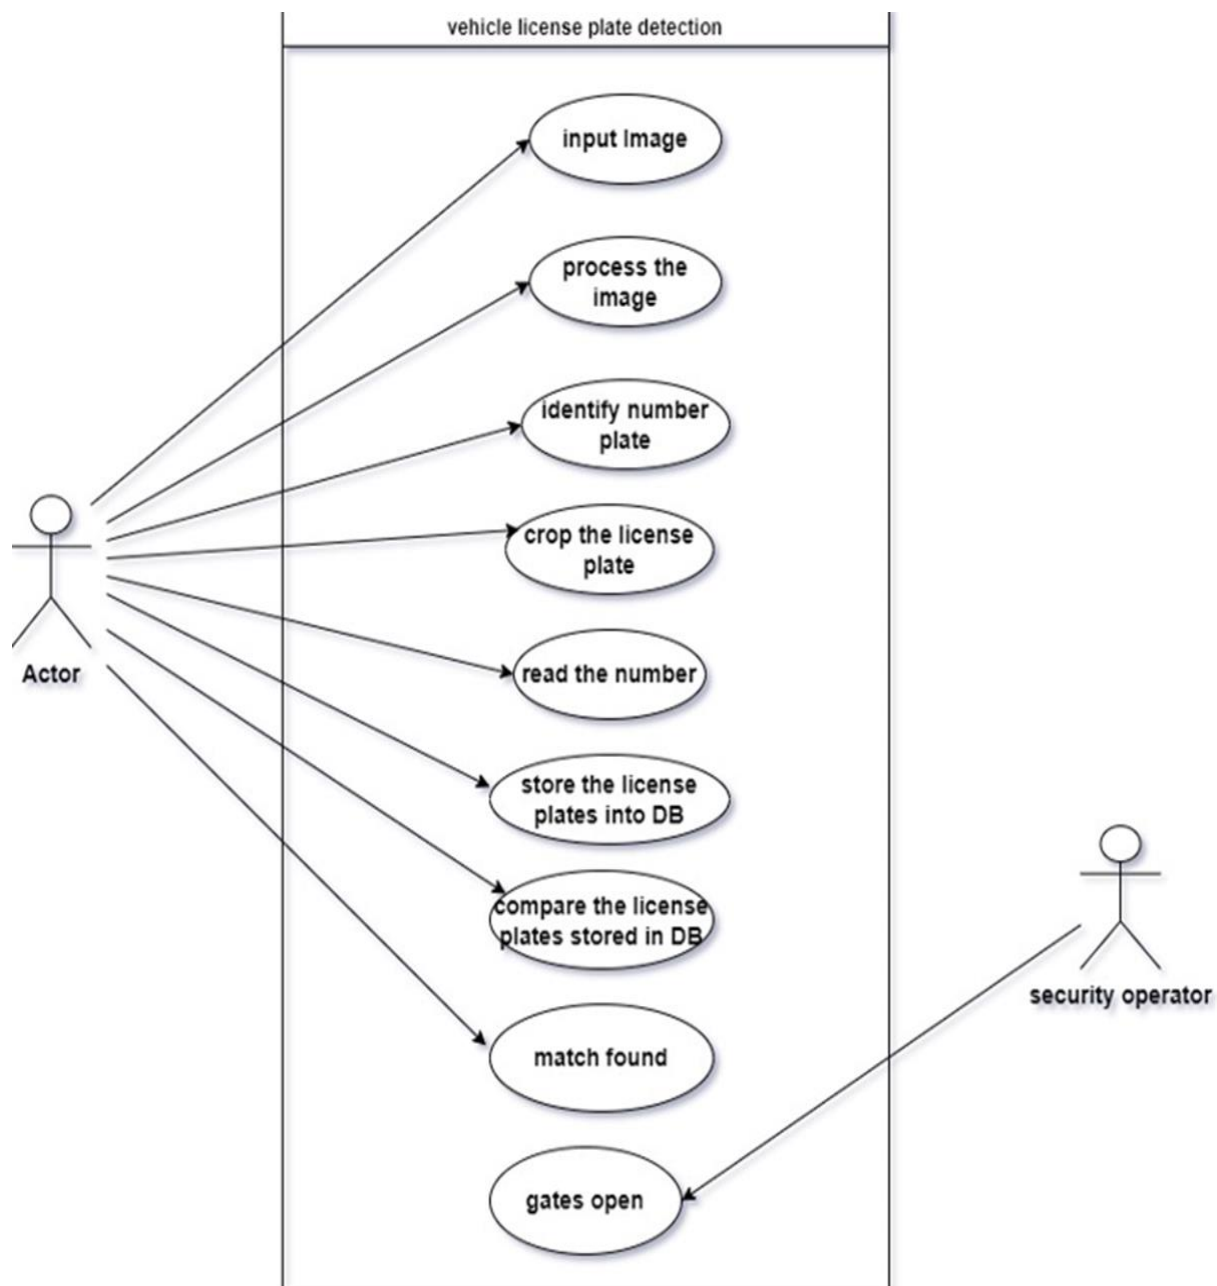 vehicle license plate detection
input Image
process the
image
identify number
plate
crop the license
plate
Actor
read the number
store the license
plates into DB
compare the license
plates stored in DB
security operator
match found
gates open